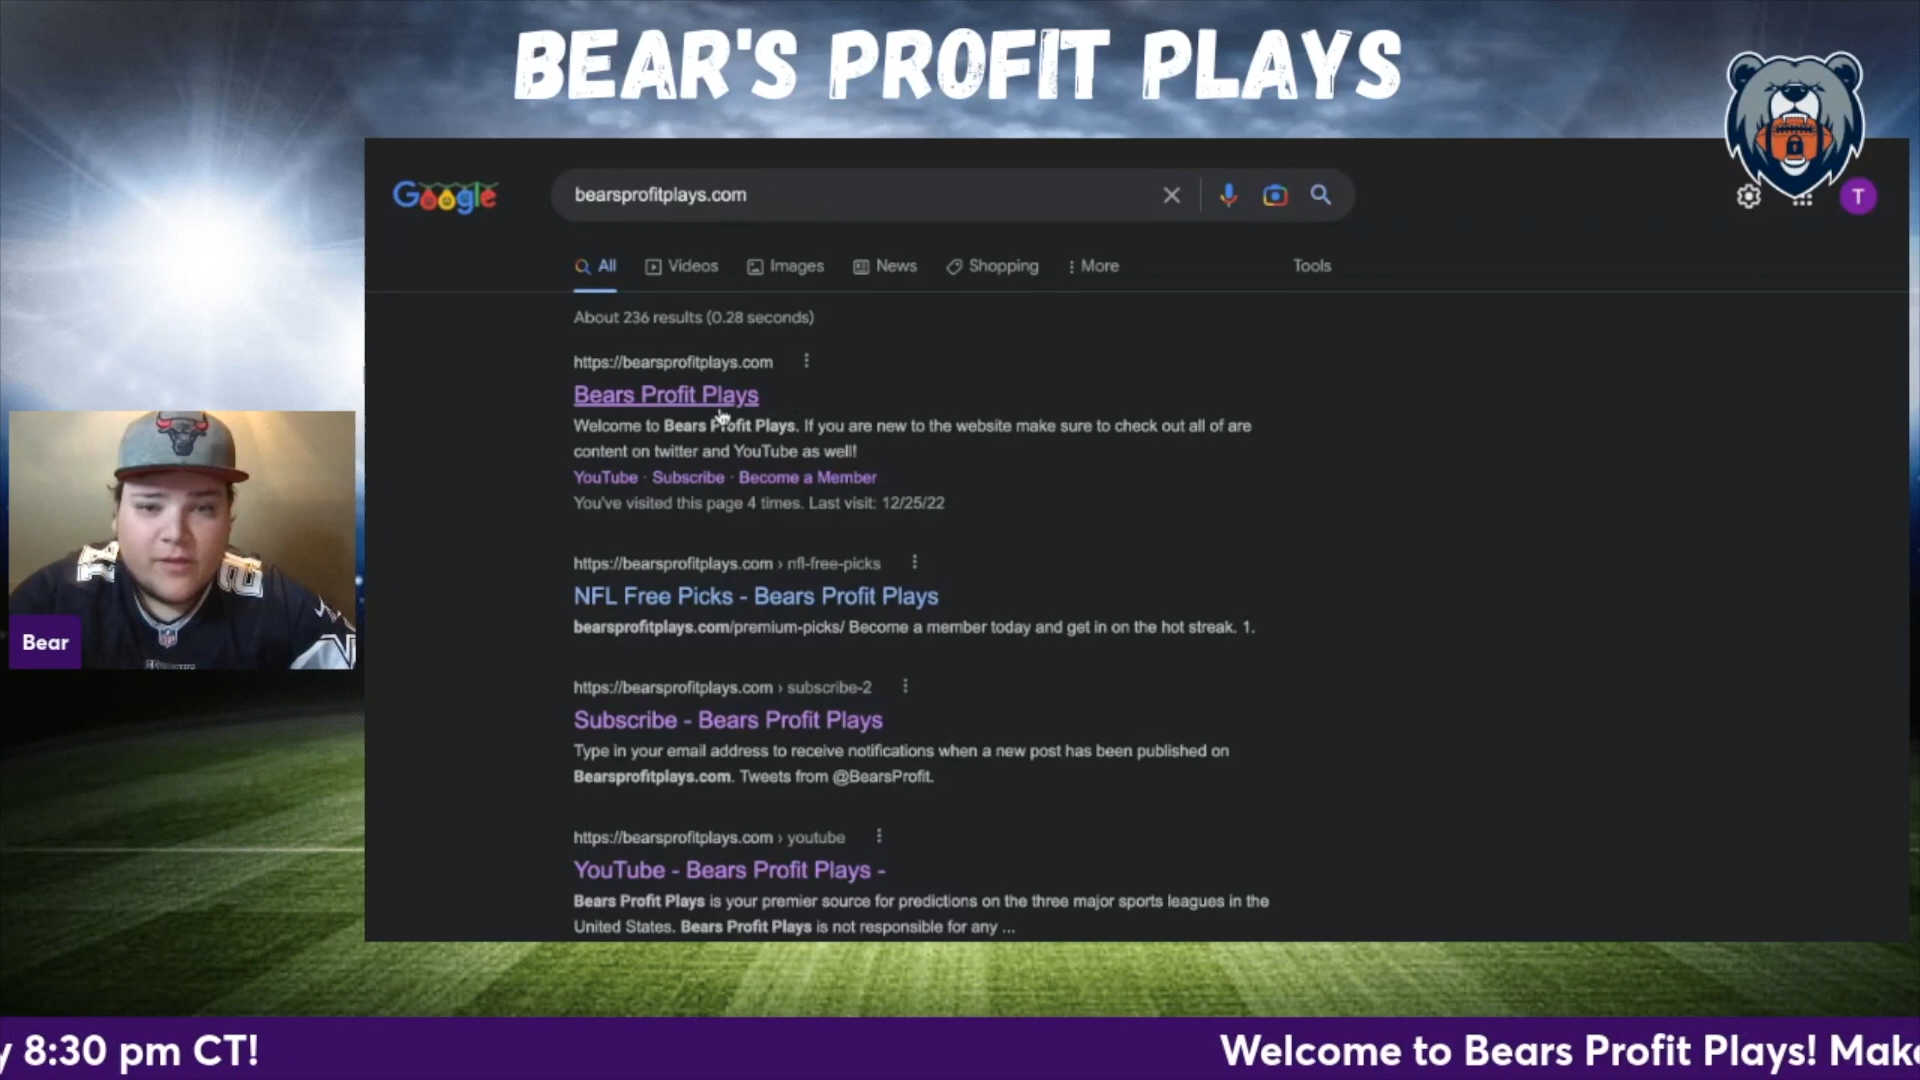 BEAR'S PROFIT PLAYS
Google
bearsprofitplays.com
T
All
Videos
Images
News
Shopping
More
Tools
About 236 results (0.28 seconds)
https://bearsprofitplays.com
Bears Profit Plays
Welcome to Bears Profit Plays. If you are new to the website make sure to check out all of are
content on twitter and YouTube as well!
YouTube · Subscribe · Become a Member
You've visited this page 4 times. Last visit: 12/25/22
https://bearsprofitplays.com › nfl-free-picks
NFL Free Picks - Bears Profit Plays
bearsprofitplays.com/premium-picks/ Become a member today and get in on the hot streak. 1.
https://bearsprofitplays.com › subscribe-2
Subscribe - Bears Profit Plays
Type in your email address to receive notifications when a new post has been published on
Bearsprofitplays.com. Tweets from @BearsProfit.
https://bearsprofitplays.com › youtube
YouTube - Bears Profit Plays -
Bears Profit Plays is your premier source for predictions on the three major sports leagues in the
United States. Bears Profit Plays is not responsible for any ...
Bear
y 8:30 pm CT!
Welcome to Bears Profit Plays! Make